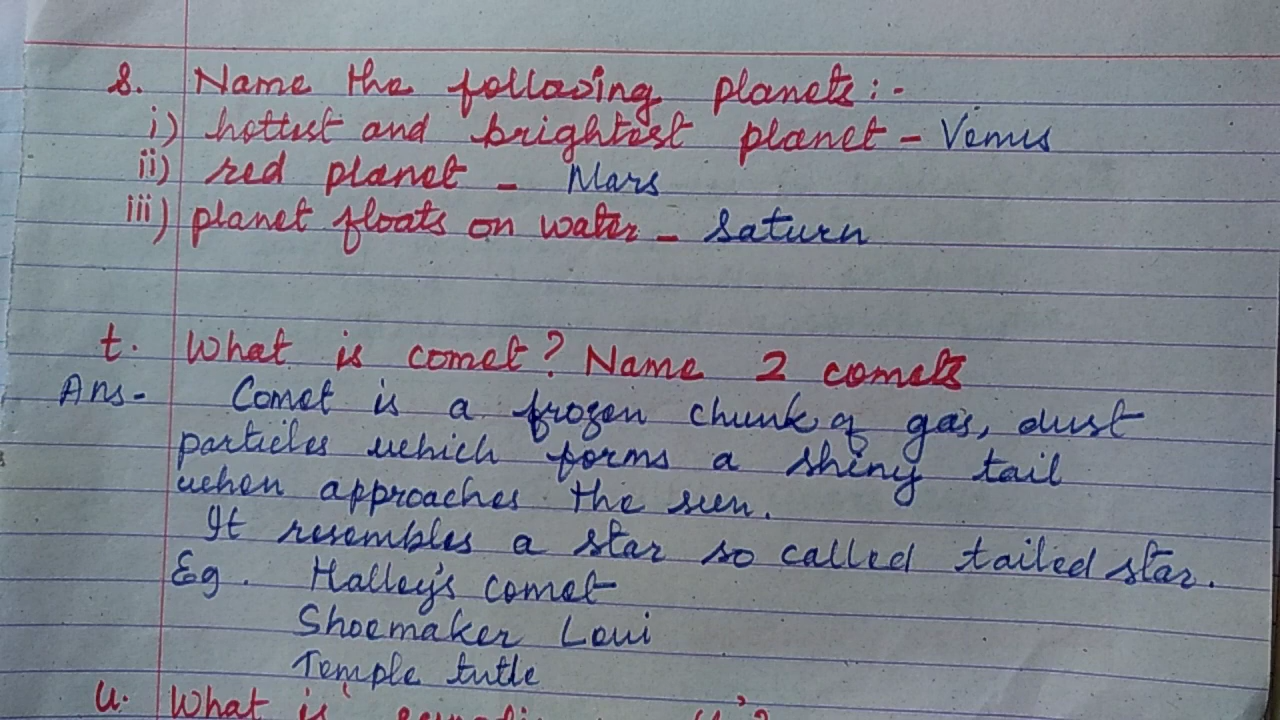 s. Name the following planets:-
i) hottest and brightest planet - Venus
ii) red planet - Mars
iii) planet floats on water - Saturn
t. What is comet? Name 2 comets
Ans- Comet is a frozen chunk of gas, dust
particles which forms a shiny tail
when approaches the sun.
It resembles a star so called tailed star.
Eg. Halley's comet
Shoemaker Loui
Temple tutle
u. What is